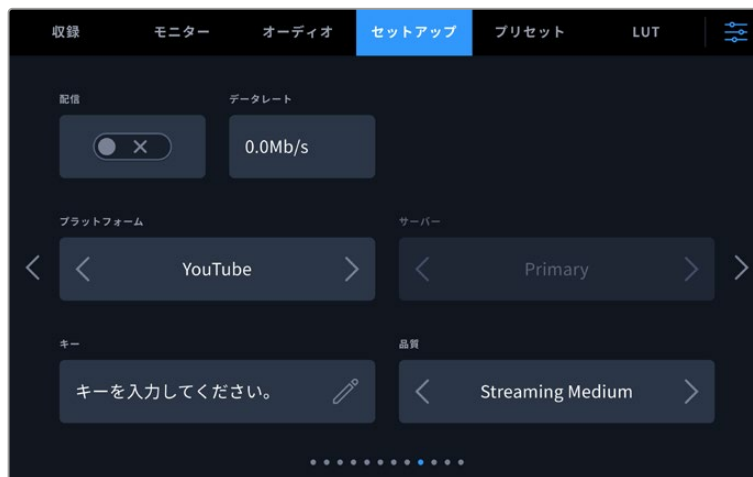 収録 モニター オーディオ セットアップ プリセット LUT
配信 データレート
0.0Mb/s
プラットフォーム サーバー
YouTube Primary
キー 品質
キーを入力してください。 Streaming Medium